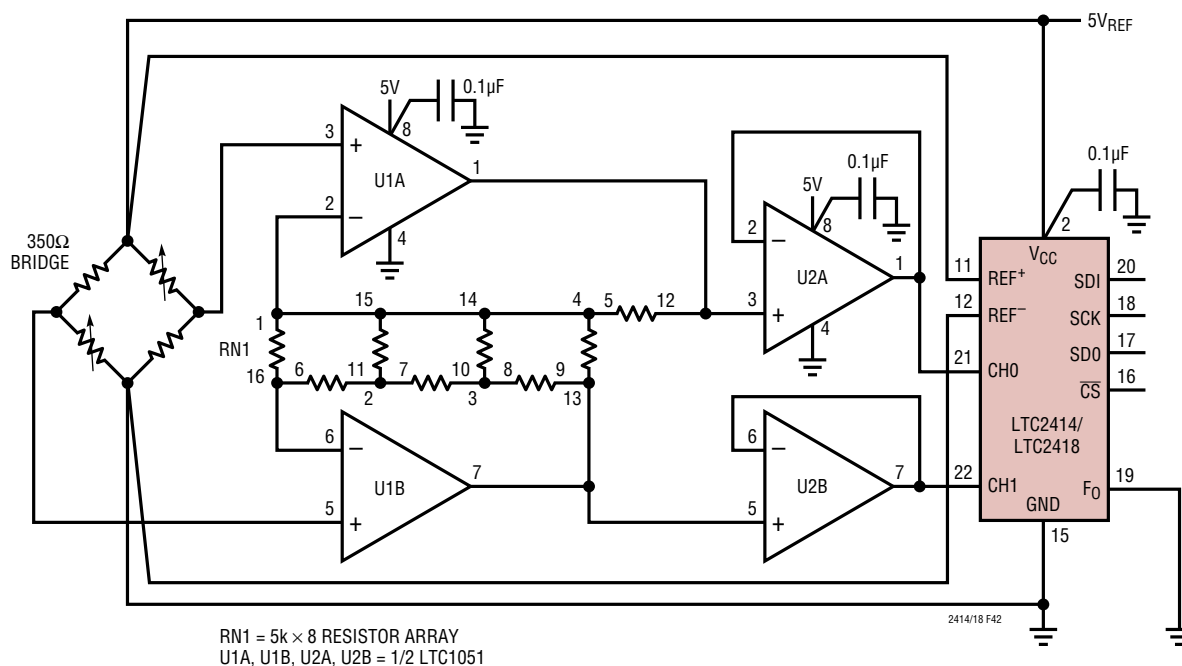 5VREF
5V
0.1µF
8
3
+
U1A
1
2
–
4
350Ω
BRIDGE
5V
0.1µF
8
2
–
U2A
1
3
+
4
0.1µF
2
VCC
11
REF+
12
REF–
21
CH0
22
CH1
GND
15
SDI
20
SCK
18
SD0
17
CS
16
LTC2414/
LTC2418
FO
19
1
15
14
4
5
12
RN1
16
6
11
7
10
8
9
2
3
13
6
–
U1B
7
5
+
6
–
U2B
7
5
+
2414/18 F42
RN1 = 5k × 8 RESISTOR ARRAY
U1A, U1B, U2A, U2B = 1/2 LTC1051